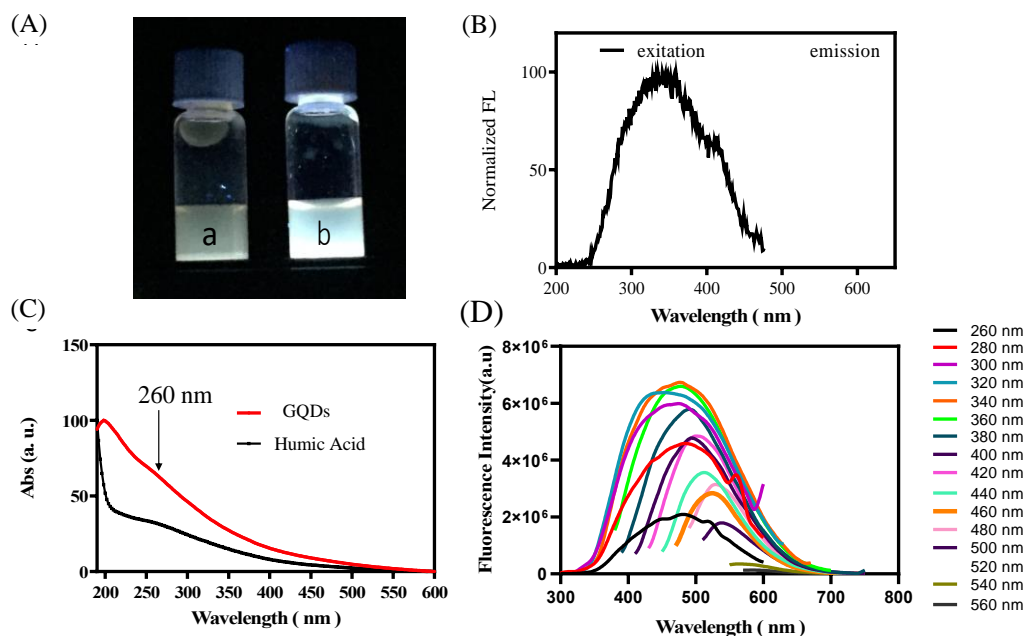 (A)
a
b
(B)
exitation
emission
Normalized FL
100
50
0
200
300
400
500
600
Wavelength ( nm )
(C)
150
100
50
0
Abs (a. u.)
260 nm
GQDs
Humic Acid
200
250
300
350
400
450
500
550
600
Wavelength ( nm )
(D)
8×10⁶
6×10⁶
4×10⁶
2×10⁶
0
Fluorescence Intensity(a.u)
300
400
500
600
700
800
Wavelength ( nm )
260 nm
280 nm
300 nm
320 nm
340 nm
360 nm
380 nm
400 nm
420 nm
440 nm
460 nm
480 nm
500 nm
520 nm
540 nm
560 nm